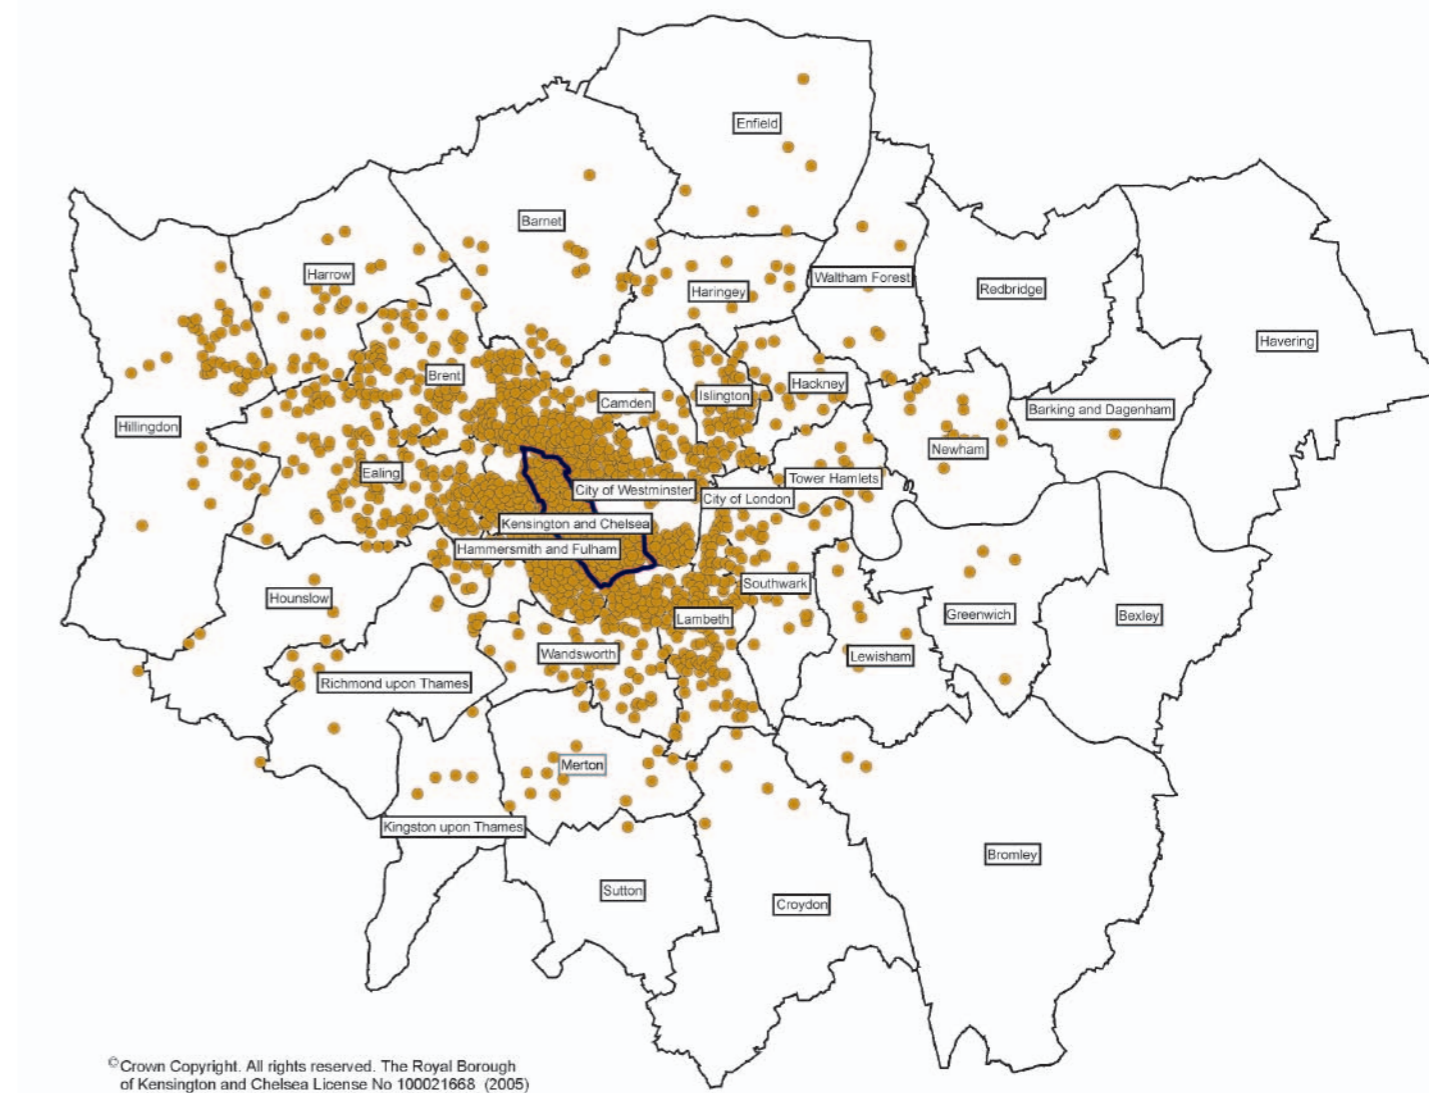 Enfield
Barnet
Harrow
Haringey
Waltham Forest
Redbridge
Havering
Brent
Camden
Islington
Hackney
Barking and Dagenham
Hillingdon
Newham
Ealing
Tower Hamlets
City of Westminster
City of London
Kensington and Chelsea
Hammersmith and Fulham
Southwark
Hounslow
Lambeth
Greenwich
Bexley
Wandsworth
Lewisham
Richmond upon Thames
Merton
Kingston upon Thames
Bromley
Sutton
Croydon
©Crown Copyright. All rights reserved. The Royal Borough
of Kensington and Chelsea License No 100021668 (2005)